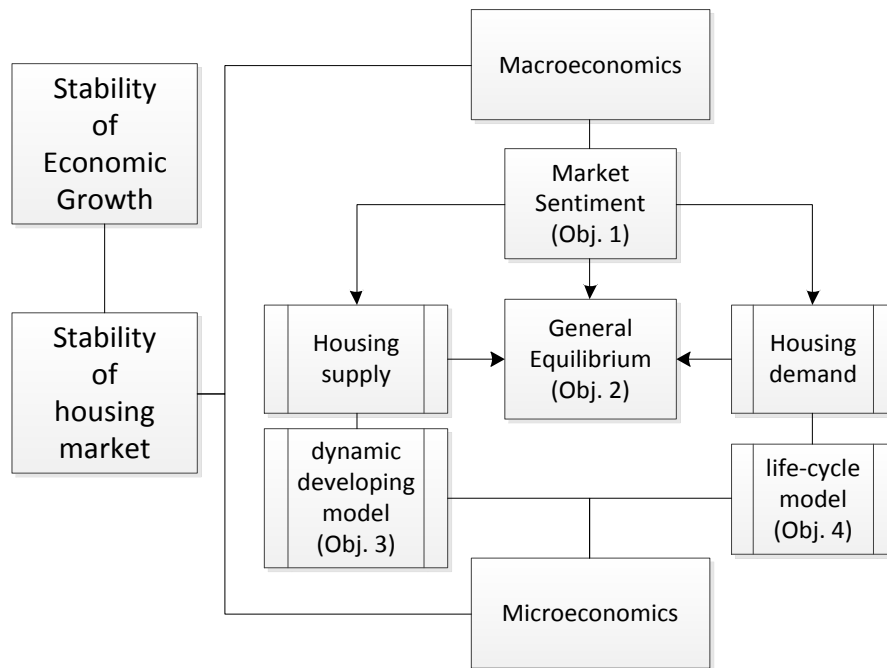 Stability
of
Economic
Growth
Stability
of
housing
market
Macroeconomics
Market
Sentiment
(Obj. 1)
Housing
supply
General
Equilibrium
(Obj. 2)
Housing
demand
dynamic
developing
model
(Obj. 3)
life-cycle
model
(Obj. 4)
Microeconomics